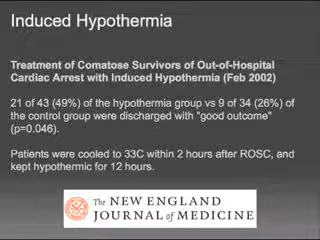 Induced Hypothermia
Treatment of Comatose Survivors of Out-of-Hospital
Cardiac Arrest with Induced Hypothermia (Feb 2002)
21 of 43 (49%) of the hypothermia group vs 9 of 34 (26%) of
the control group were discharged with "good outcome"
(p=0.046).
Patients were cooled to 33C within 2 hours after ROSC, and
kept hypothermic for 12 hours.
The NEW ENGLAND
JOURNAL of MEDICINE